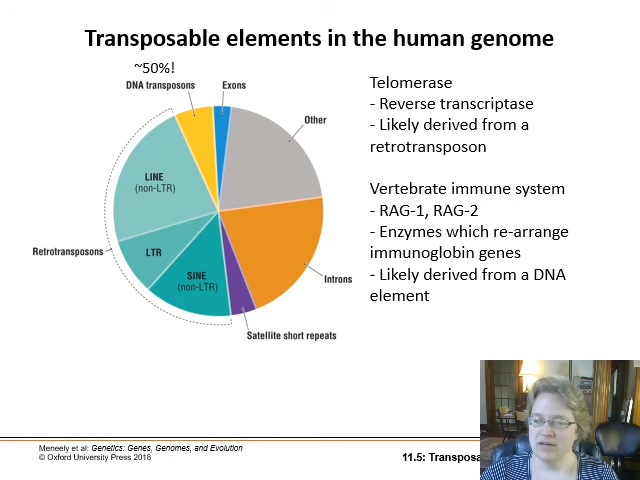 Transposable elements in the human genome
~50%!
DNA transposons
Exons
Other
LINE
(non-LTR)
Retrotransposons
LTR
SINE
(non-LTR)
Introns
Satellite short repeats
Telomerase
- Reverse transcriptase
- Likely derived from a
retrotransposon
Vertebrate immune system
- RAG-1, RAG-2
- Enzymes which re-arrange
immunoglobin genes
- Likely derived from a DNA
element
Meneely et al: Genetics: Genes, Genomes, and Evolution
© Oxford University Press 2018
11.5: Transposa